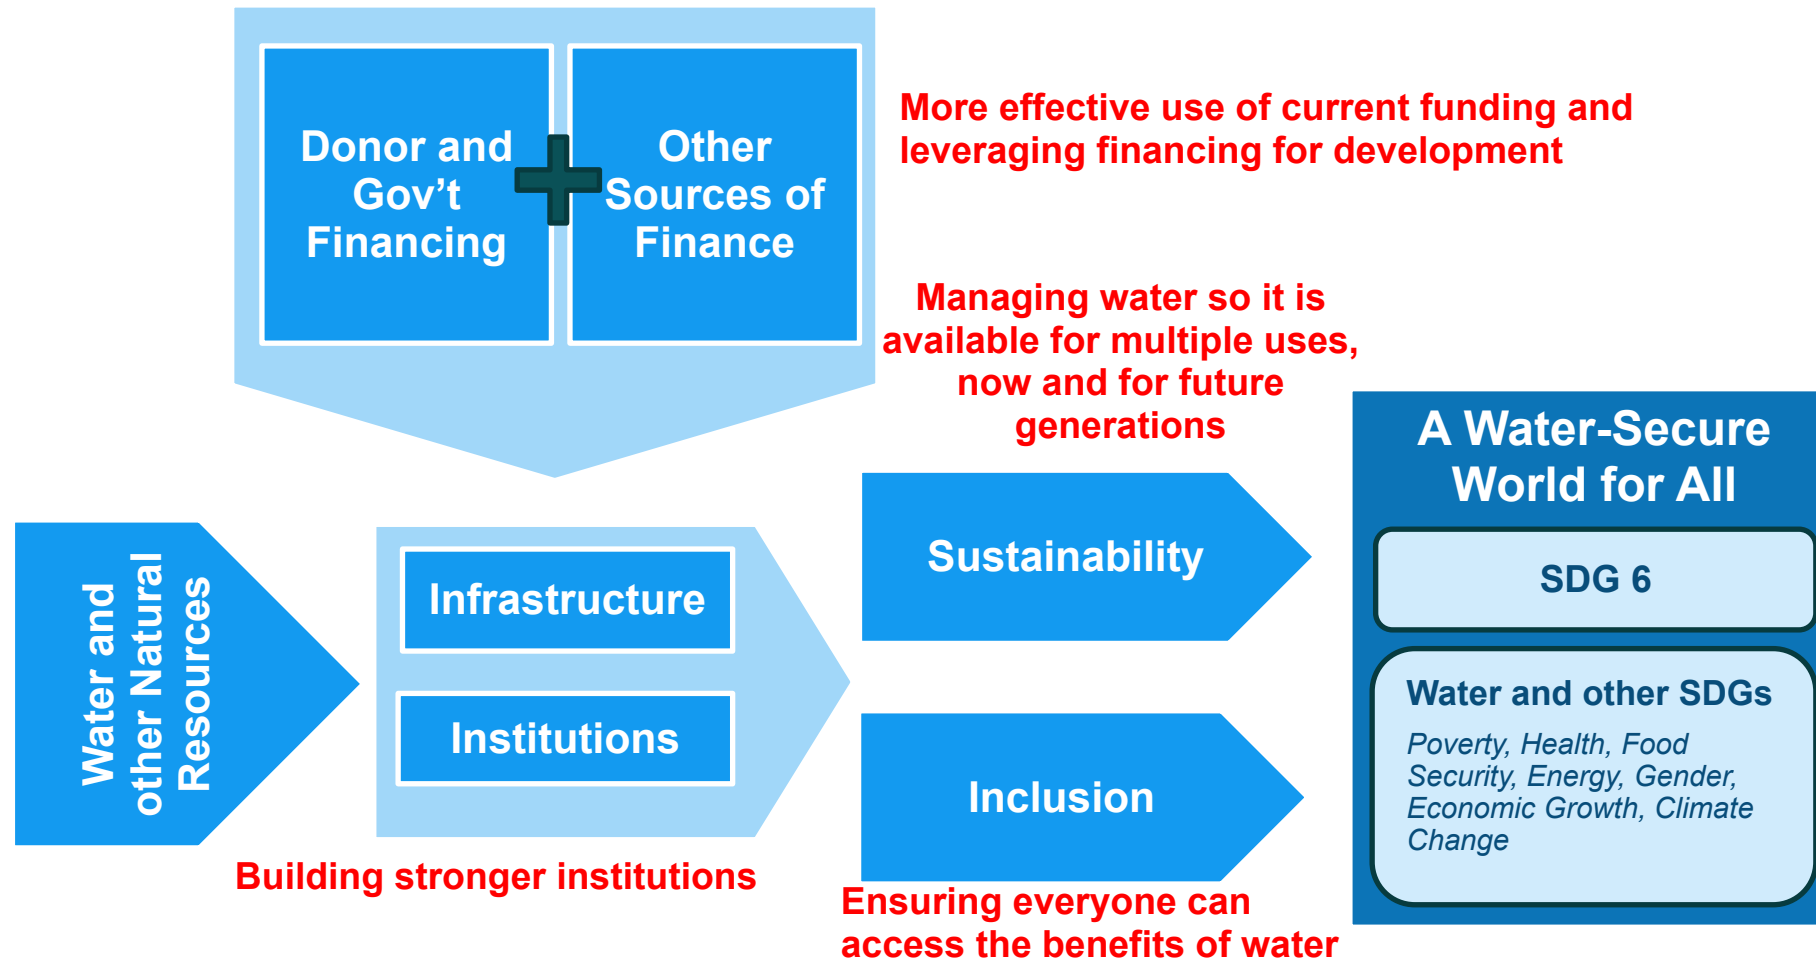 Donor and
Gov’t
Financing
Other
Sources of
Finance
More effective use of current funding and
leveraging financing for development
Managing water so it is
available for multiple uses,
now and for future
generations
Water and
other Natural
Resources
Infrastructure
Institutions
Building stronger institutions
Sustainability
Inclusion
Ensuring everyone can
access the benefits of water
A Water-Secure
World for All
SDG 6
Water and other SDGs
Poverty, Health, Food
Security, Energy, Gender,
Economic Growth, Climate
Change